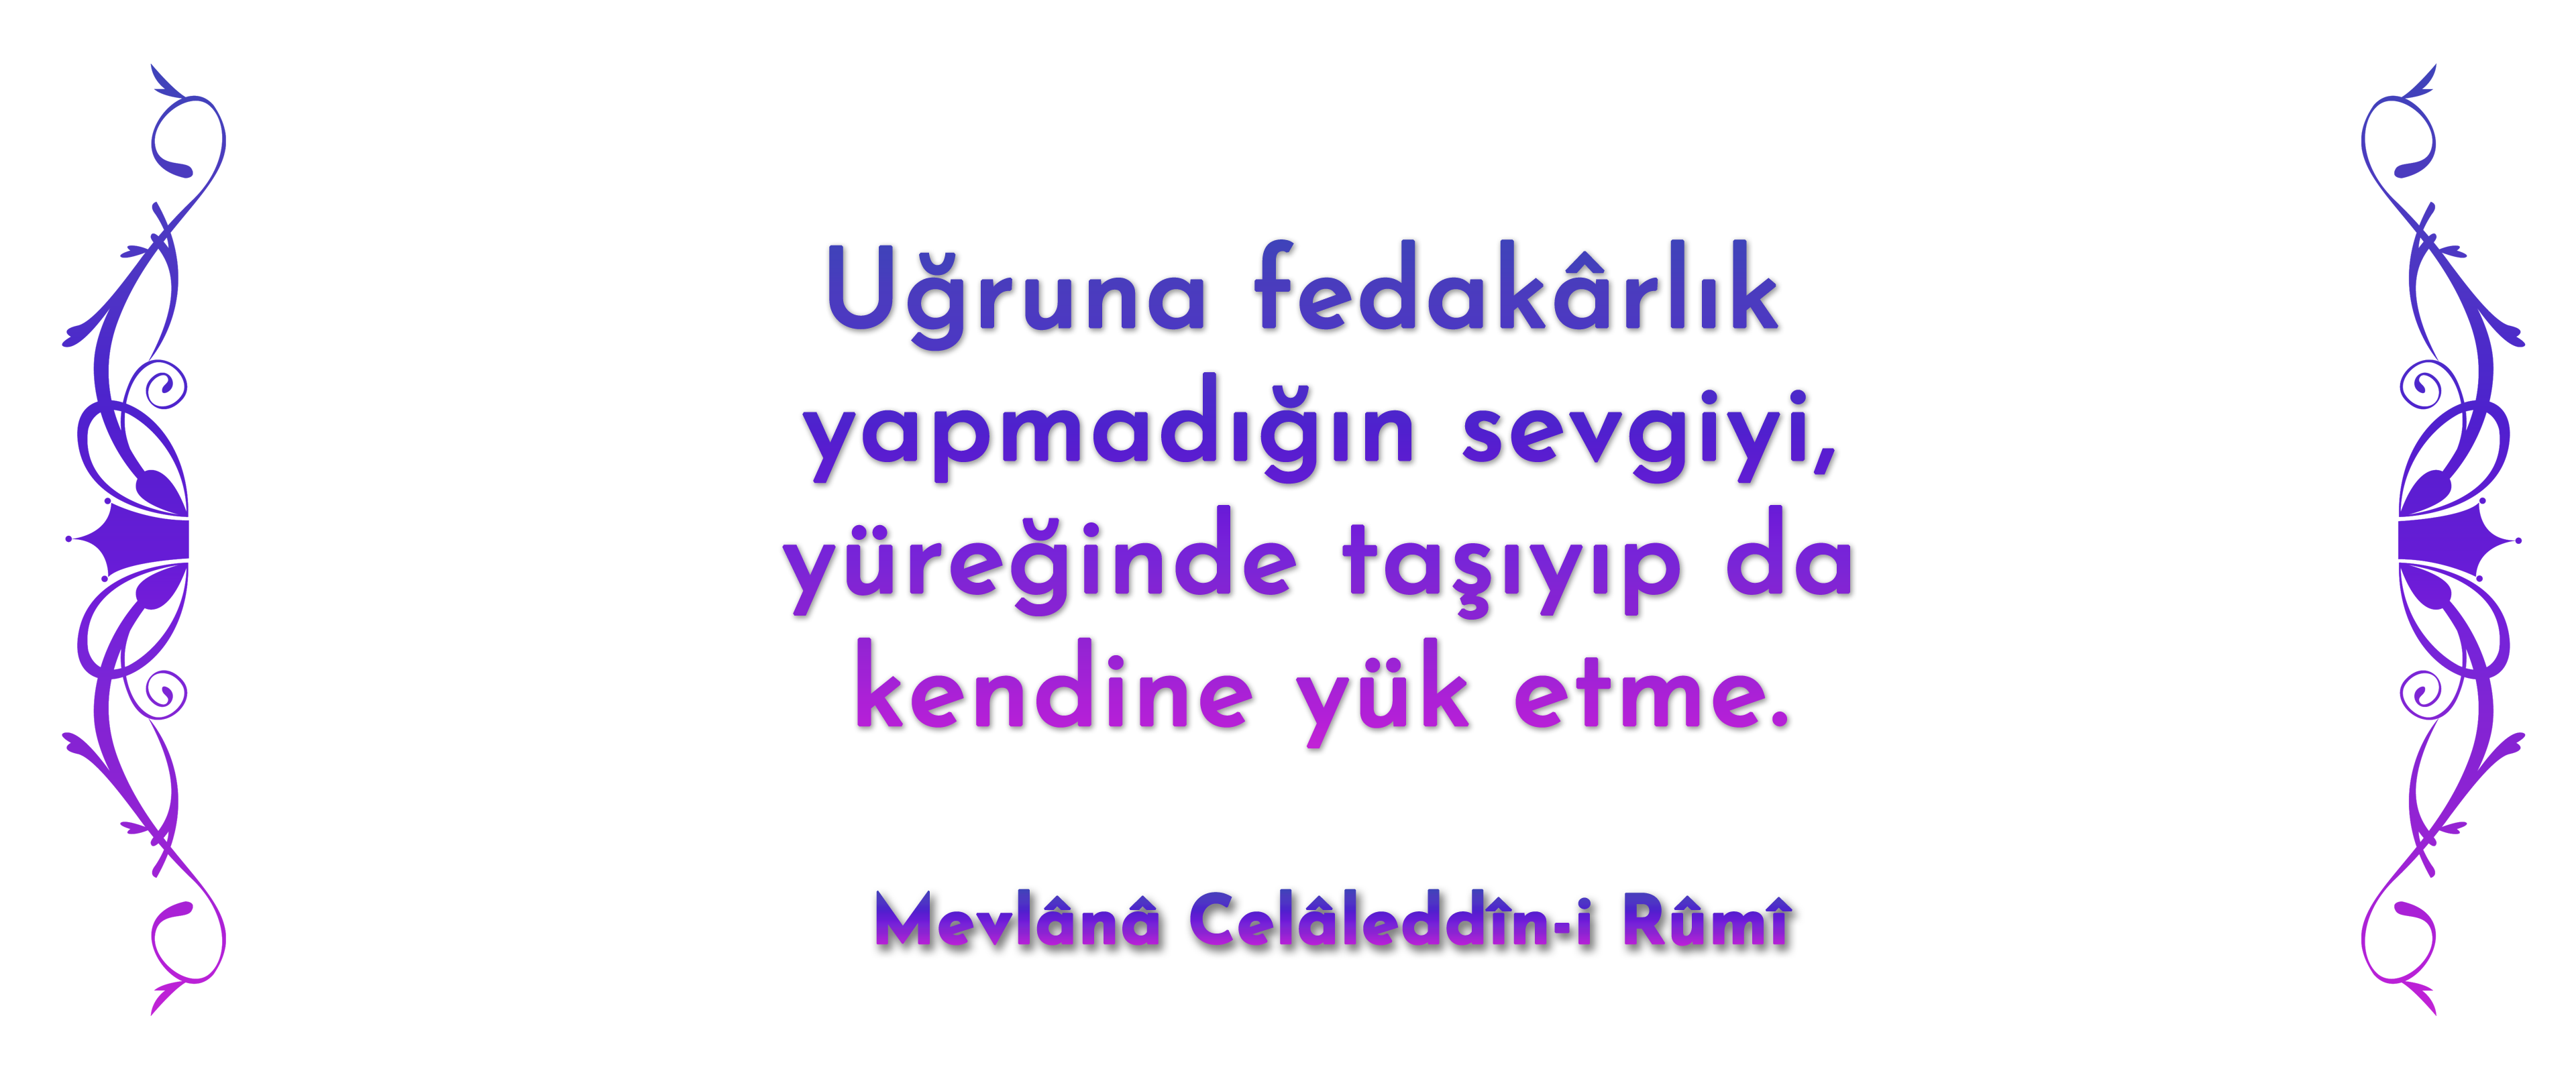 Uğruna fedakârlık
yapmadığın sevgiyi,
yüreğinde taşıyıp da
kendine yük etme.
Mevlânâ Celâleddîn-i Rûmî